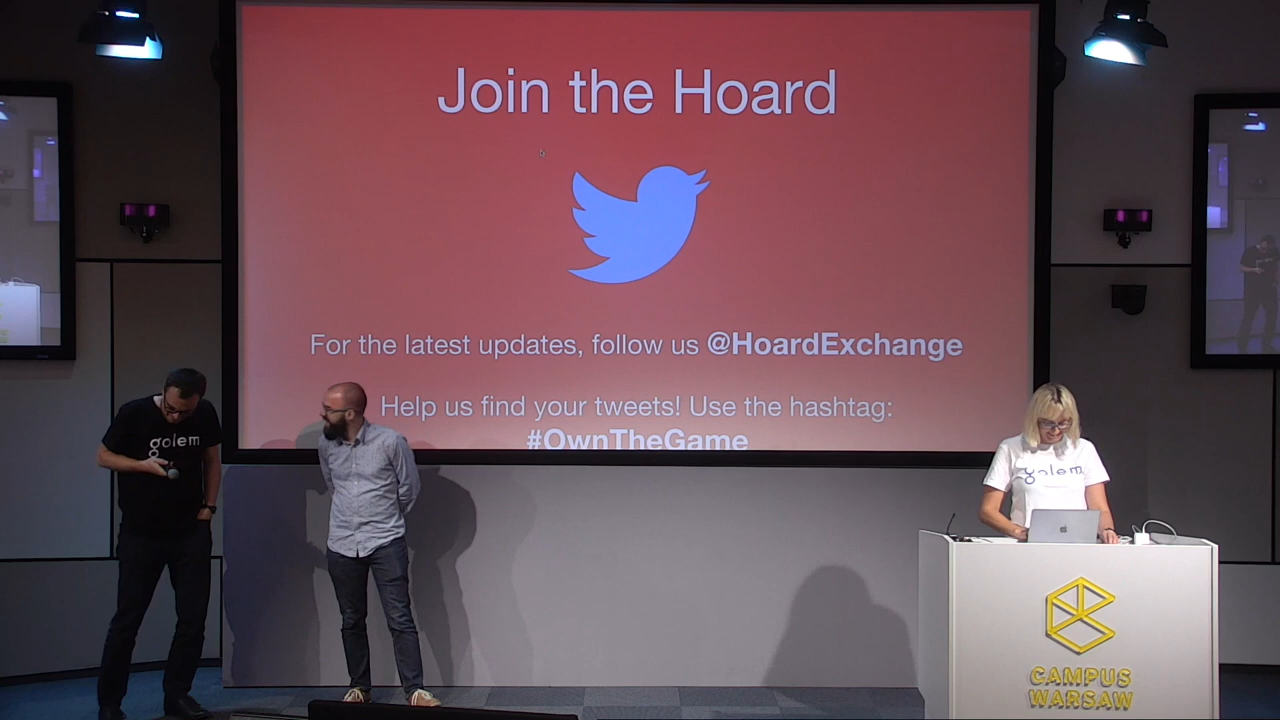 Join the Hoard
For the latest updates, follow us @HoardExchange
Help us find your tweets! Use the hashtag:
#OwnTheGame
golem
golem
CAMPUS
WARSAW